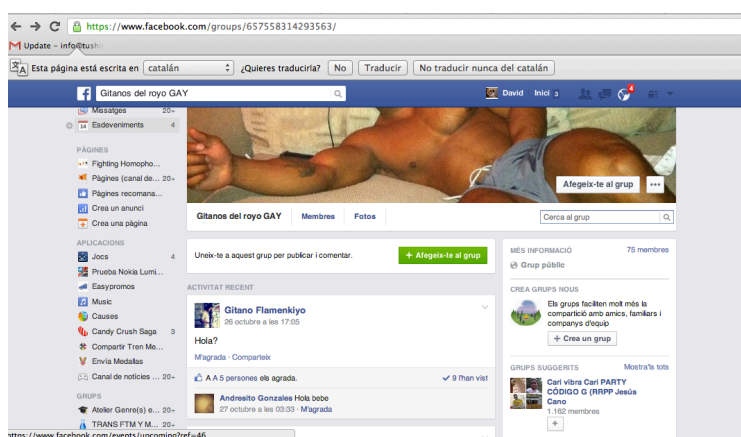 https://www.facebook.com/groups/657558314293563/
Update – info@tushi
Esta página está escrita en catalán ¿Quieres traducirla? No Traducir No traducir nunca del catalán
Gitanos del royo GAY
David Inici 3 4
Missatges 20+
Esdeveniments 4
PÀGINES
Fighting Homopho...
Pàgines (canal de... 20+
Pàgines recomana...
Crea un anunci
Crea una pàgina
APLICACIONS
Jocs 4
Prueba Nokia Lumi...
Easypromos
Music
Causes
Candy Crush Saga 3
Compartir Tren Me...
Envía Medallas
Canal de notícies ... 20+
GRUPS
Atelier Genre(s) e... 20+
TRANS FTM Y M... 20+
https://www.facebook.com/events/upcoming?ref=46
Afegeix-te al grup
Gitanos del royo GAY Membres Fotos
Cerca al grup
Uneix-te a aquest grup per publicar i comentar.
+ Afegeix-te al grup
ACTIVITAT RECENT
Gitano Flamenkiyo
26 octubre a les 17:05
Hola?
M'agrada · Comparteix
A A 5 persones els agrada.
9 l'han vist
Andresito Gonzales Hola bebe
27 octubre a les 03:33 · M'agrada
MÉS INFORMACIÓ 75 membres
Grup públic
CREA GRUPS NOUS
Els grups faciliten molt més la
compartició amb amics, familiars i
companys d'equip
+ Crea un grup
GRUPS SUGGERITS Mostra'ls tots
Cari vibra Cari PARTY
CÓDIGO G (RRPP Jesús
Cano
1.162 membres
+